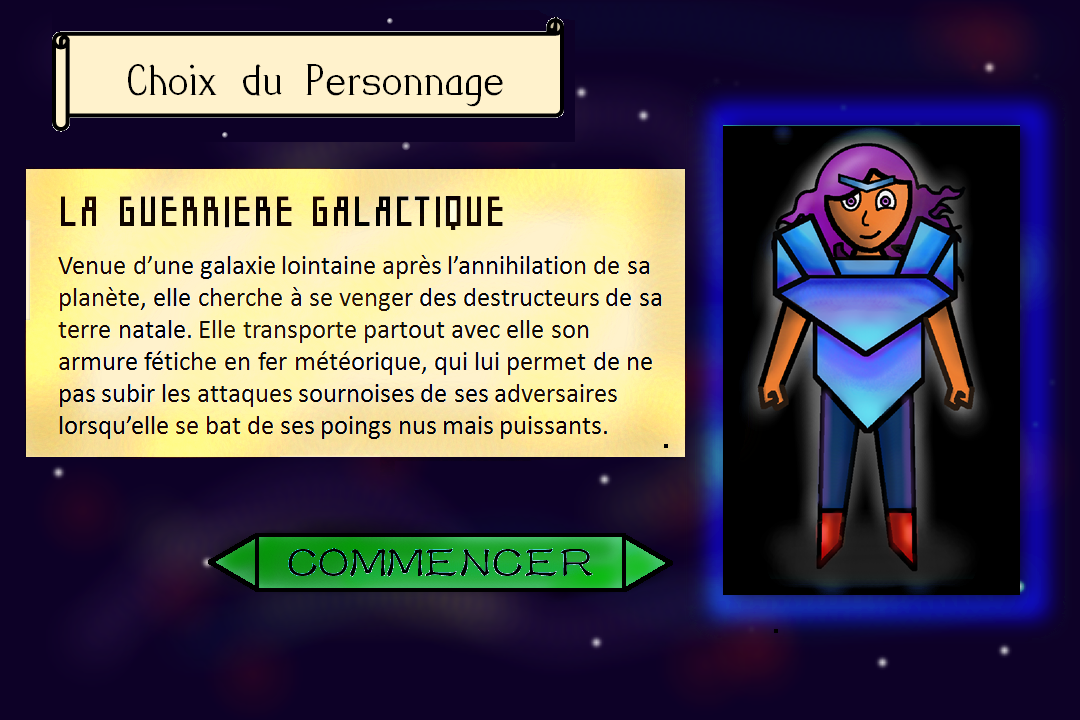 Choix du Personnage
LA GUERRIERE GALACTIQUE
Venue d’une galaxie lointaine après l’annihilation de sa
planète, elle cherche à se venger des destructeurs de sa
terre natale. Elle transporte partout avec elle son
armure fétiche en fer météorique, qui lui permet de ne
pas subir les attaques sournoises de ses adversaires
lorsqu’elle se bat de ses poings nus mais puissants.
COMMENCER